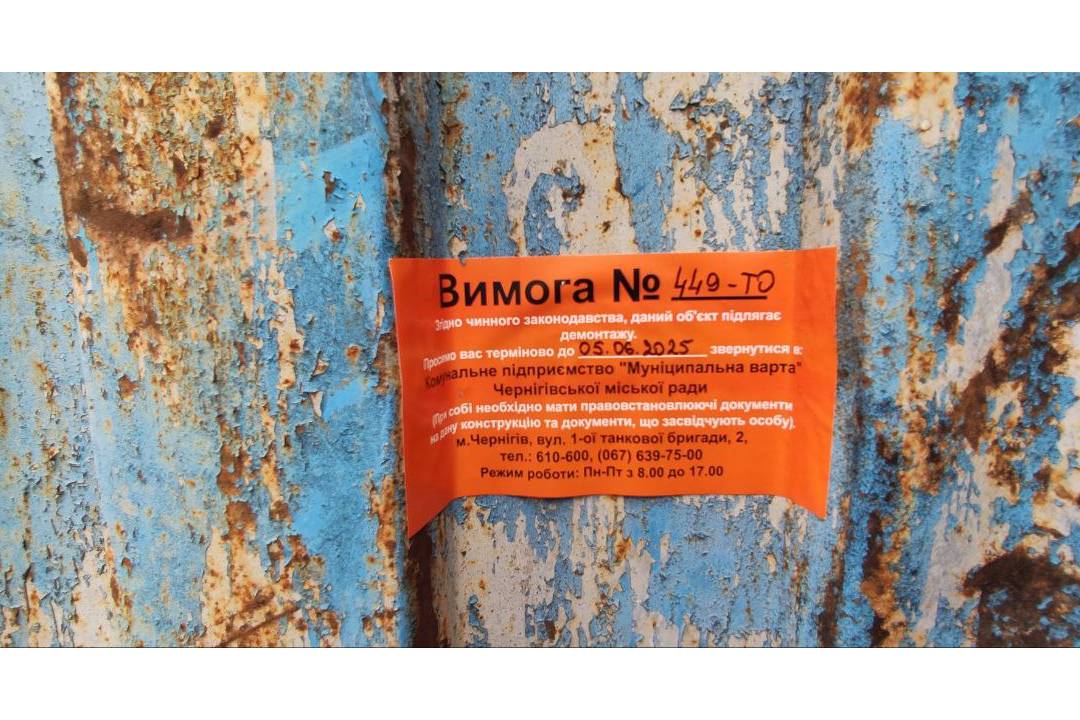 Вимога № 449-ТО
Згідно чинного законодавства, даний об'єкт підлягає
демонтажу.
Просимо вас терміново до 05.06.2025 звернутися в:
Комунальне підприємство "Муніципальна варта"
Чернігівської міської ради
(При собі необхідно мати правовстановлюючі документи
на дану конструкцію та документи, що засвідчують особу).
м.Чернігів, вул. 1-ої танкової бригади, 2,
тел.: 610-600, (067) 639-75-00
Режим роботи: Пн-Пт з 8.00 до 17.00